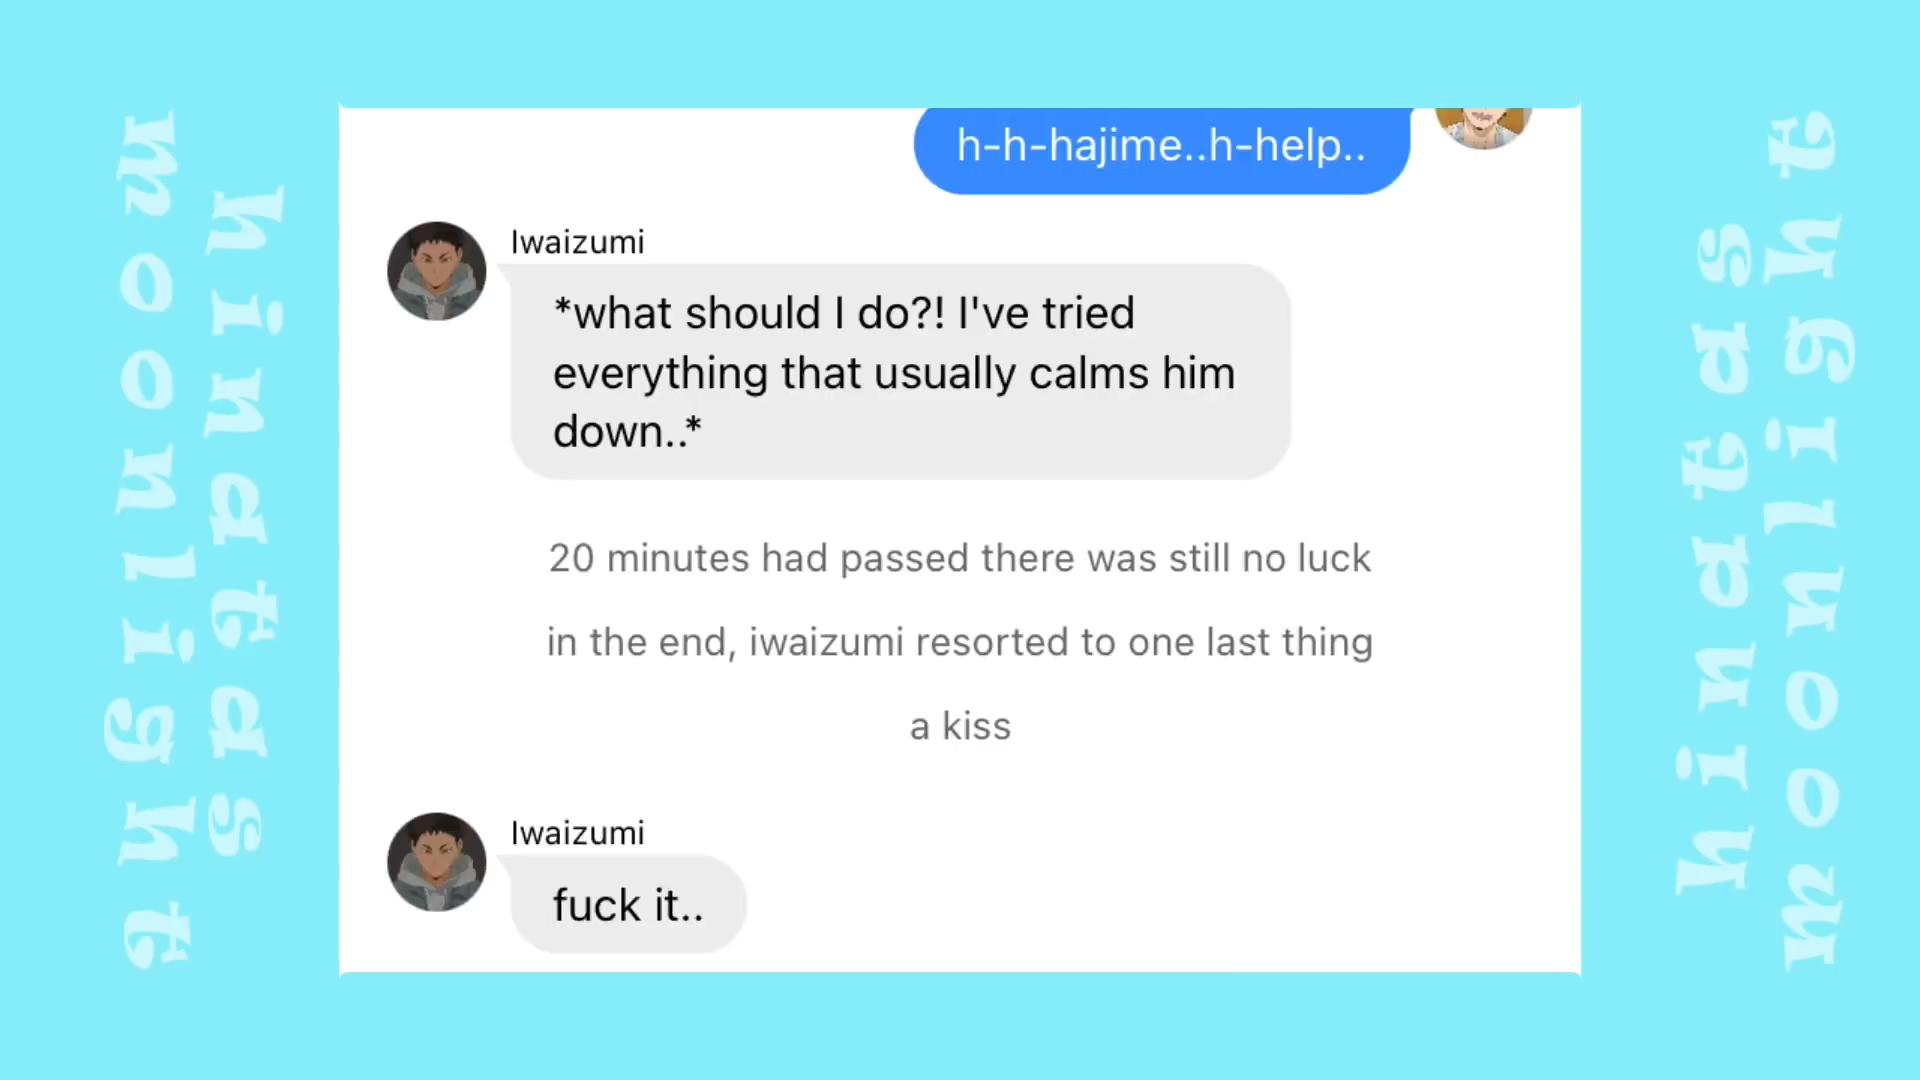 h-h-hajime..h-help..
Iwaizumi
*what should I do?! I've tried
everything that usually calms him
down..*
20 minutes had passed there was still no luck
in the end, iwaizumi resorted to one last thing
a kiss
Iwaizumi
fuck it..
hinatas
moonlight
hinatas
moonlight